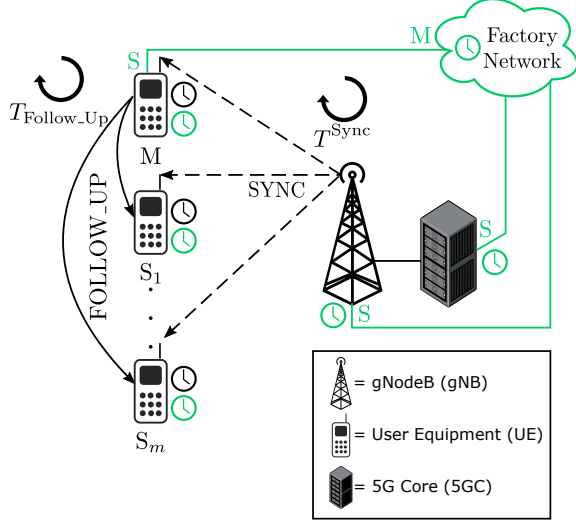 M
Factory
Network
S
T_Follow_Up
T^Sync
M
SYNC
S_1
FOLLOW_UP
S
S
S_m
= gNodeB (gNB)
= User Equipment (UE)
= 5G Core (5GC)